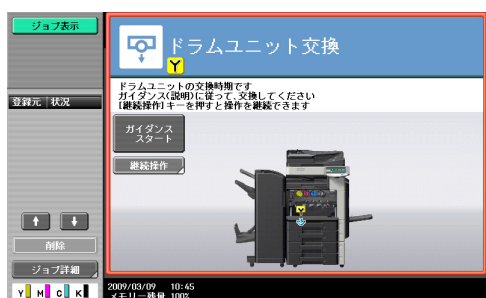 ジョブ表示
ドラムユニット交換
Y
ドラムユニットの交換時期です
ガイダンス(説明)に従って、交換してください
[継続操作]キーを押すと操作を継続できます
登録元 状況
ガイダンス
スタート
継続操作
Y
削除
ジョブ詳細
Y M C K
2009/03/09 10:45
メモリー残量 100%